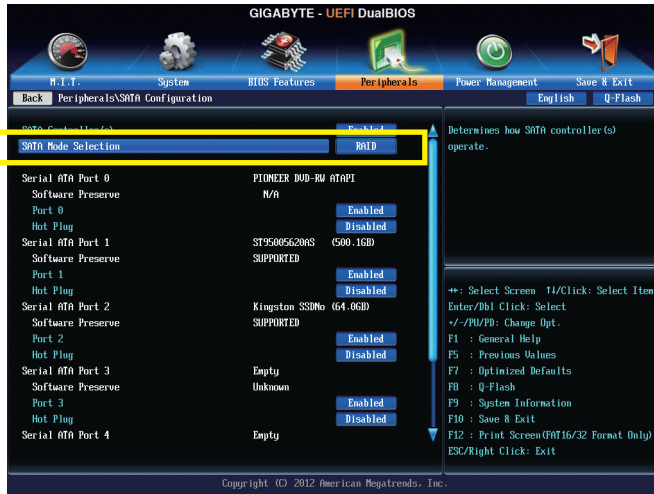 GIGABYTE - UEFI DualBIOS
M.I.T. System BIOS Features Peripherals Power Management Save & Exit
Back Peripherals\SATA Configuration English Q-Flash
SATA Controller(s) Enabled
SATA Mode Selection RAID
Serial ATA Port 0 PIONEER DVD-RW ATAPI
Software Preserve N/A
Port 0 Enabled
Hot Plug Disabled
Serial ATA Port 1 ST95005620AS (500.1GB)
Software Preserve SUPPORTED
Port 1 Enabled
Hot Plug Disabled
Serial ATA Port 2 Kingston SSDNo (64.0GB)
Software Preserve SUPPORTED
Port 2 Enabled
Hot Plug Disabled
Serial ATA Port 3 Empty
Software Preserve Unknown
Port 3 Enabled
Hot Plug Disabled
Serial ATA Port 4 Empty
Determines how SATA controller(s)
operate.
↔: Select Screen ↑↓/Click: Select Item
Enter/Dbl Click: Select
+/-/PU/PD: Change Opt.
F1 : General Help
F5 : Previous Values
F7 : Optimized Defaults
F8 : Q-Flash
F9 : System Information
F10 : Save & Exit
F12 : Print Screen(FAT16/32 Format Only)
ESC/Right Click: Exit
Copyright (C) 2012 American Megatrends, Inc.